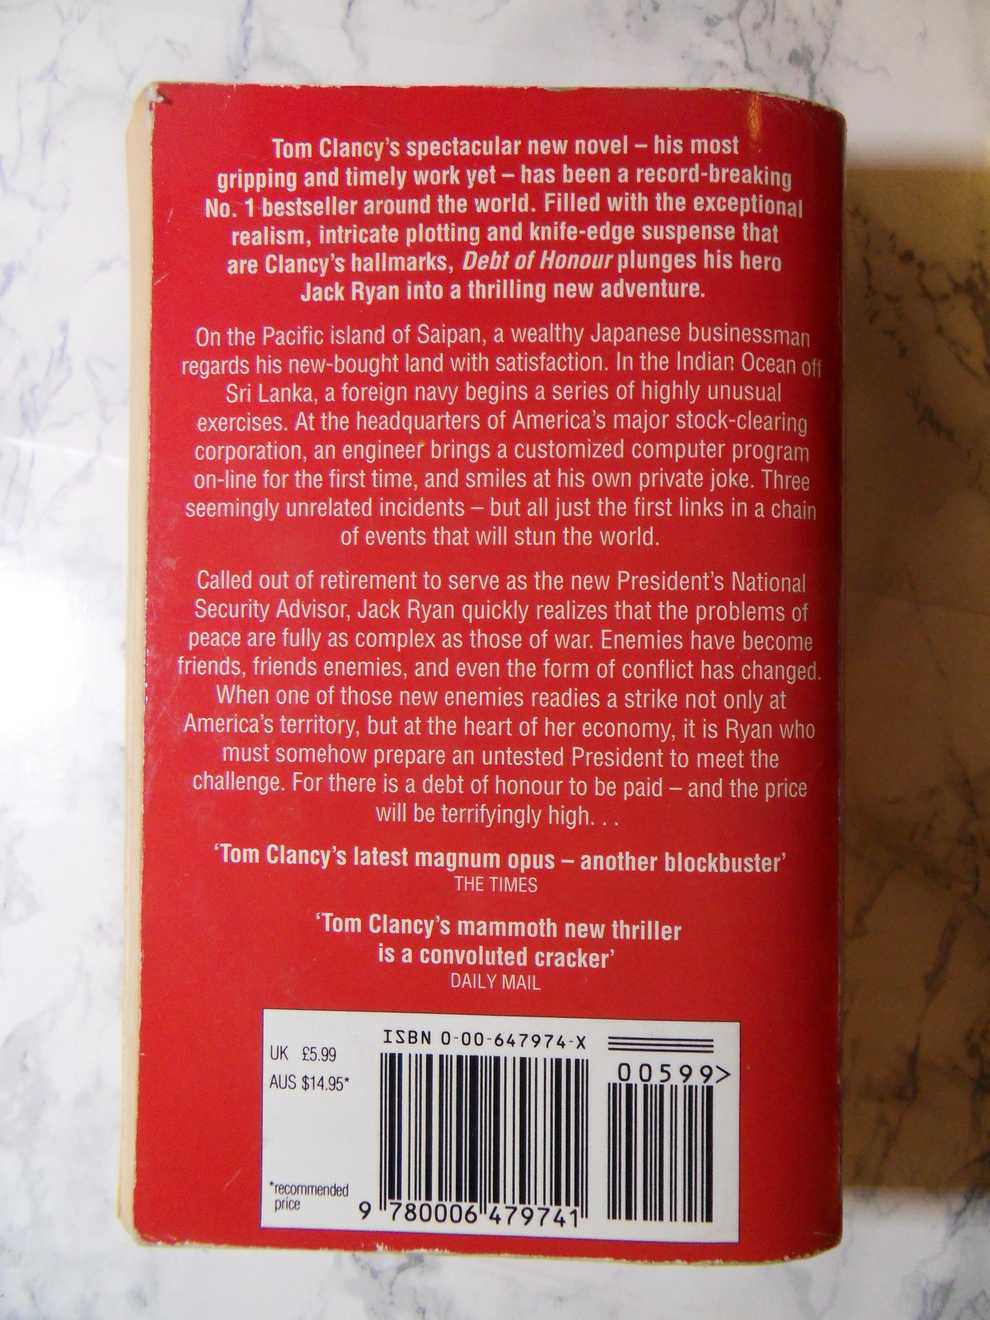 Tom Clancy's spectacular new novel – his most
gripping and timely work yet – has been a record-breaking
No. 1 bestseller around the world. Filled with the exceptional
realism, intricate plotting and knife-edge suspense that
are Clancy's hallmarks, Debt of Honour plunges his hero
Jack Ryan into a thrilling new adventure.
On the Pacific island of Saipan, a wealthy Japanese businessman
regards his new-bought land with satisfaction. In the Indian Ocean off
Sri Lanka, a foreign navy begins a series of highly unusual
exercises. At the headquarters of America's major stock-clearing
corporation, an engineer brings a customized computer program
on-line for the first time, and smiles at his own private joke. Three
seemingly unrelated incidents – but all just the first links in a chain
of events that will stun the world.
Called out of retirement to serve as the new President's National
Security Advisor, Jack Ryan quickly realizes that the problems of
peace are fully as complex as those of war. Enemies have become
friends, friends enemies, and even the form of conflict has changed.
When one of those new enemies readies a strike not only at
America's territory, but at the heart of her economy, it is Ryan who
must somehow prepare an untested President to meet the
challenge. For there is a debt of honour to be paid – and the price
will be terrifyingly high. . .
'Tom Clancy's latest magnum opus – another blockbuster'
THE TIMES
'Tom Clancy's mammoth new thriller
is a convoluted cracker'
DAILY MAIL
ISBN 0-00-647974-X
UK £5.99
AUS $14.95*
00599>
*recommended
price
9 780006 479741